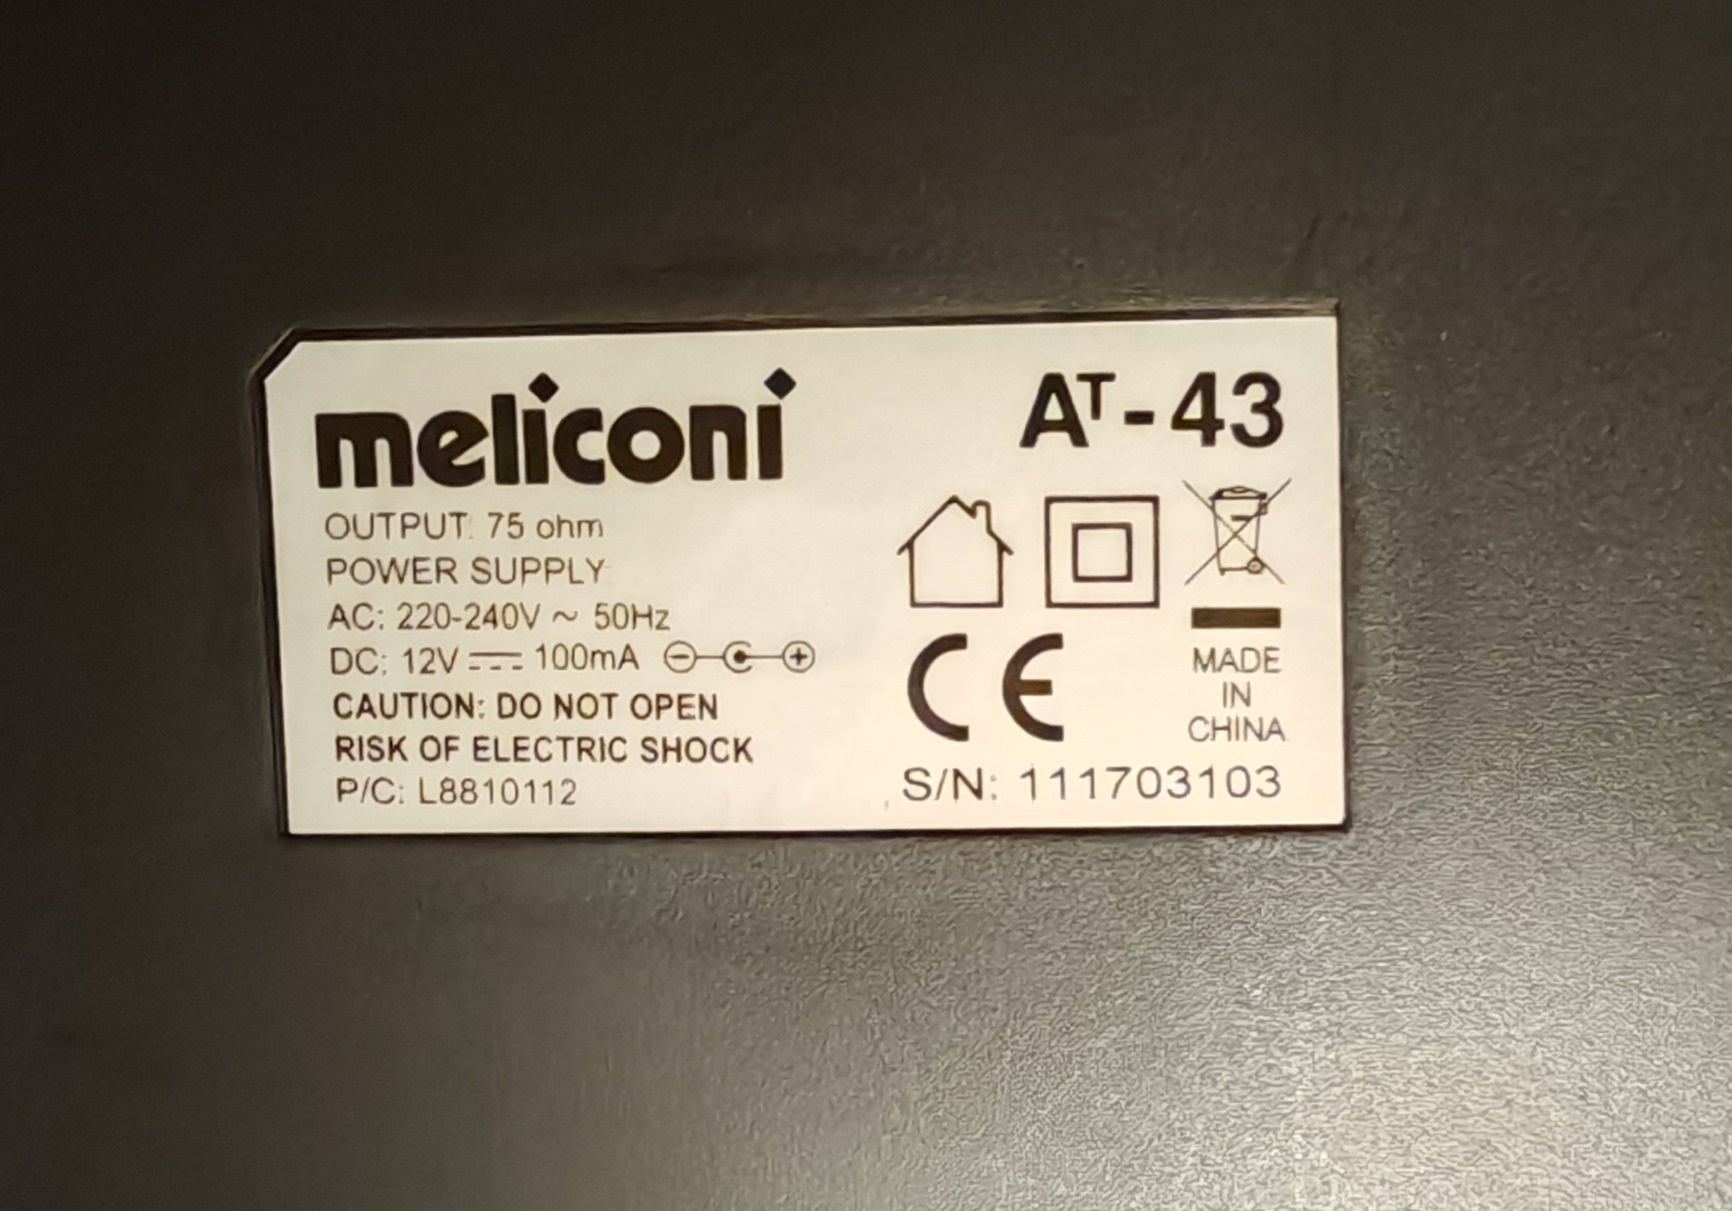 meliconi
AT-43
OUTPUT: 75 ohm
POWER SUPPLY
AC: 220-240V ~ 50Hz
DC: 12V ⎓ 100mA
CAUTION: DO NOT OPEN
RISK OF ELECTRIC SHOCK
P/C: L8810112
CE
MADE
IN
CHINA
S/N: 111703103